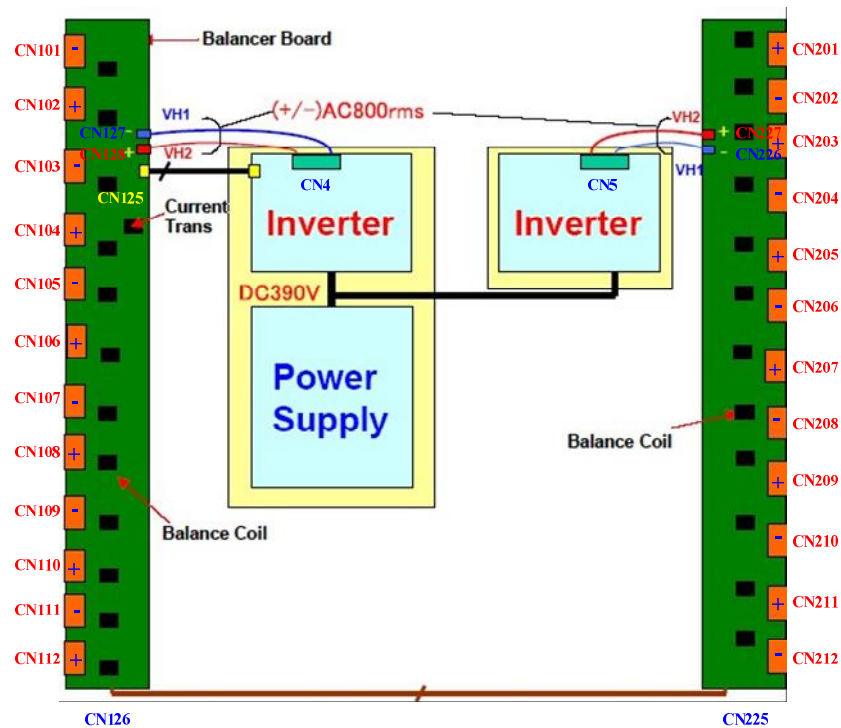 CN101
-
Balancer Board
+
CN201
CN102
+
-
CN202
(+/-)AC800rms
VH1
VH2
CN127
-
+
CN227
CN128
+
VH2
+
CN203
-
CN226
VH1
CN103
-
CN4
CN5
CN125
-
CN204
Current
Trans
CN104
+
Inverter
Inverter
+
CN205
CN105
-
DC390V
-
CN206
CN106
+
Power
Supply
+
CN207
CN107
-
-
CN208
Balance Coil
CN108
+
+
CN209
CN109
-
Balance Coil
-
CN210
CN110
+
CN111
-
+
CN211
CN112
+
-
CN212
CN126
CN225